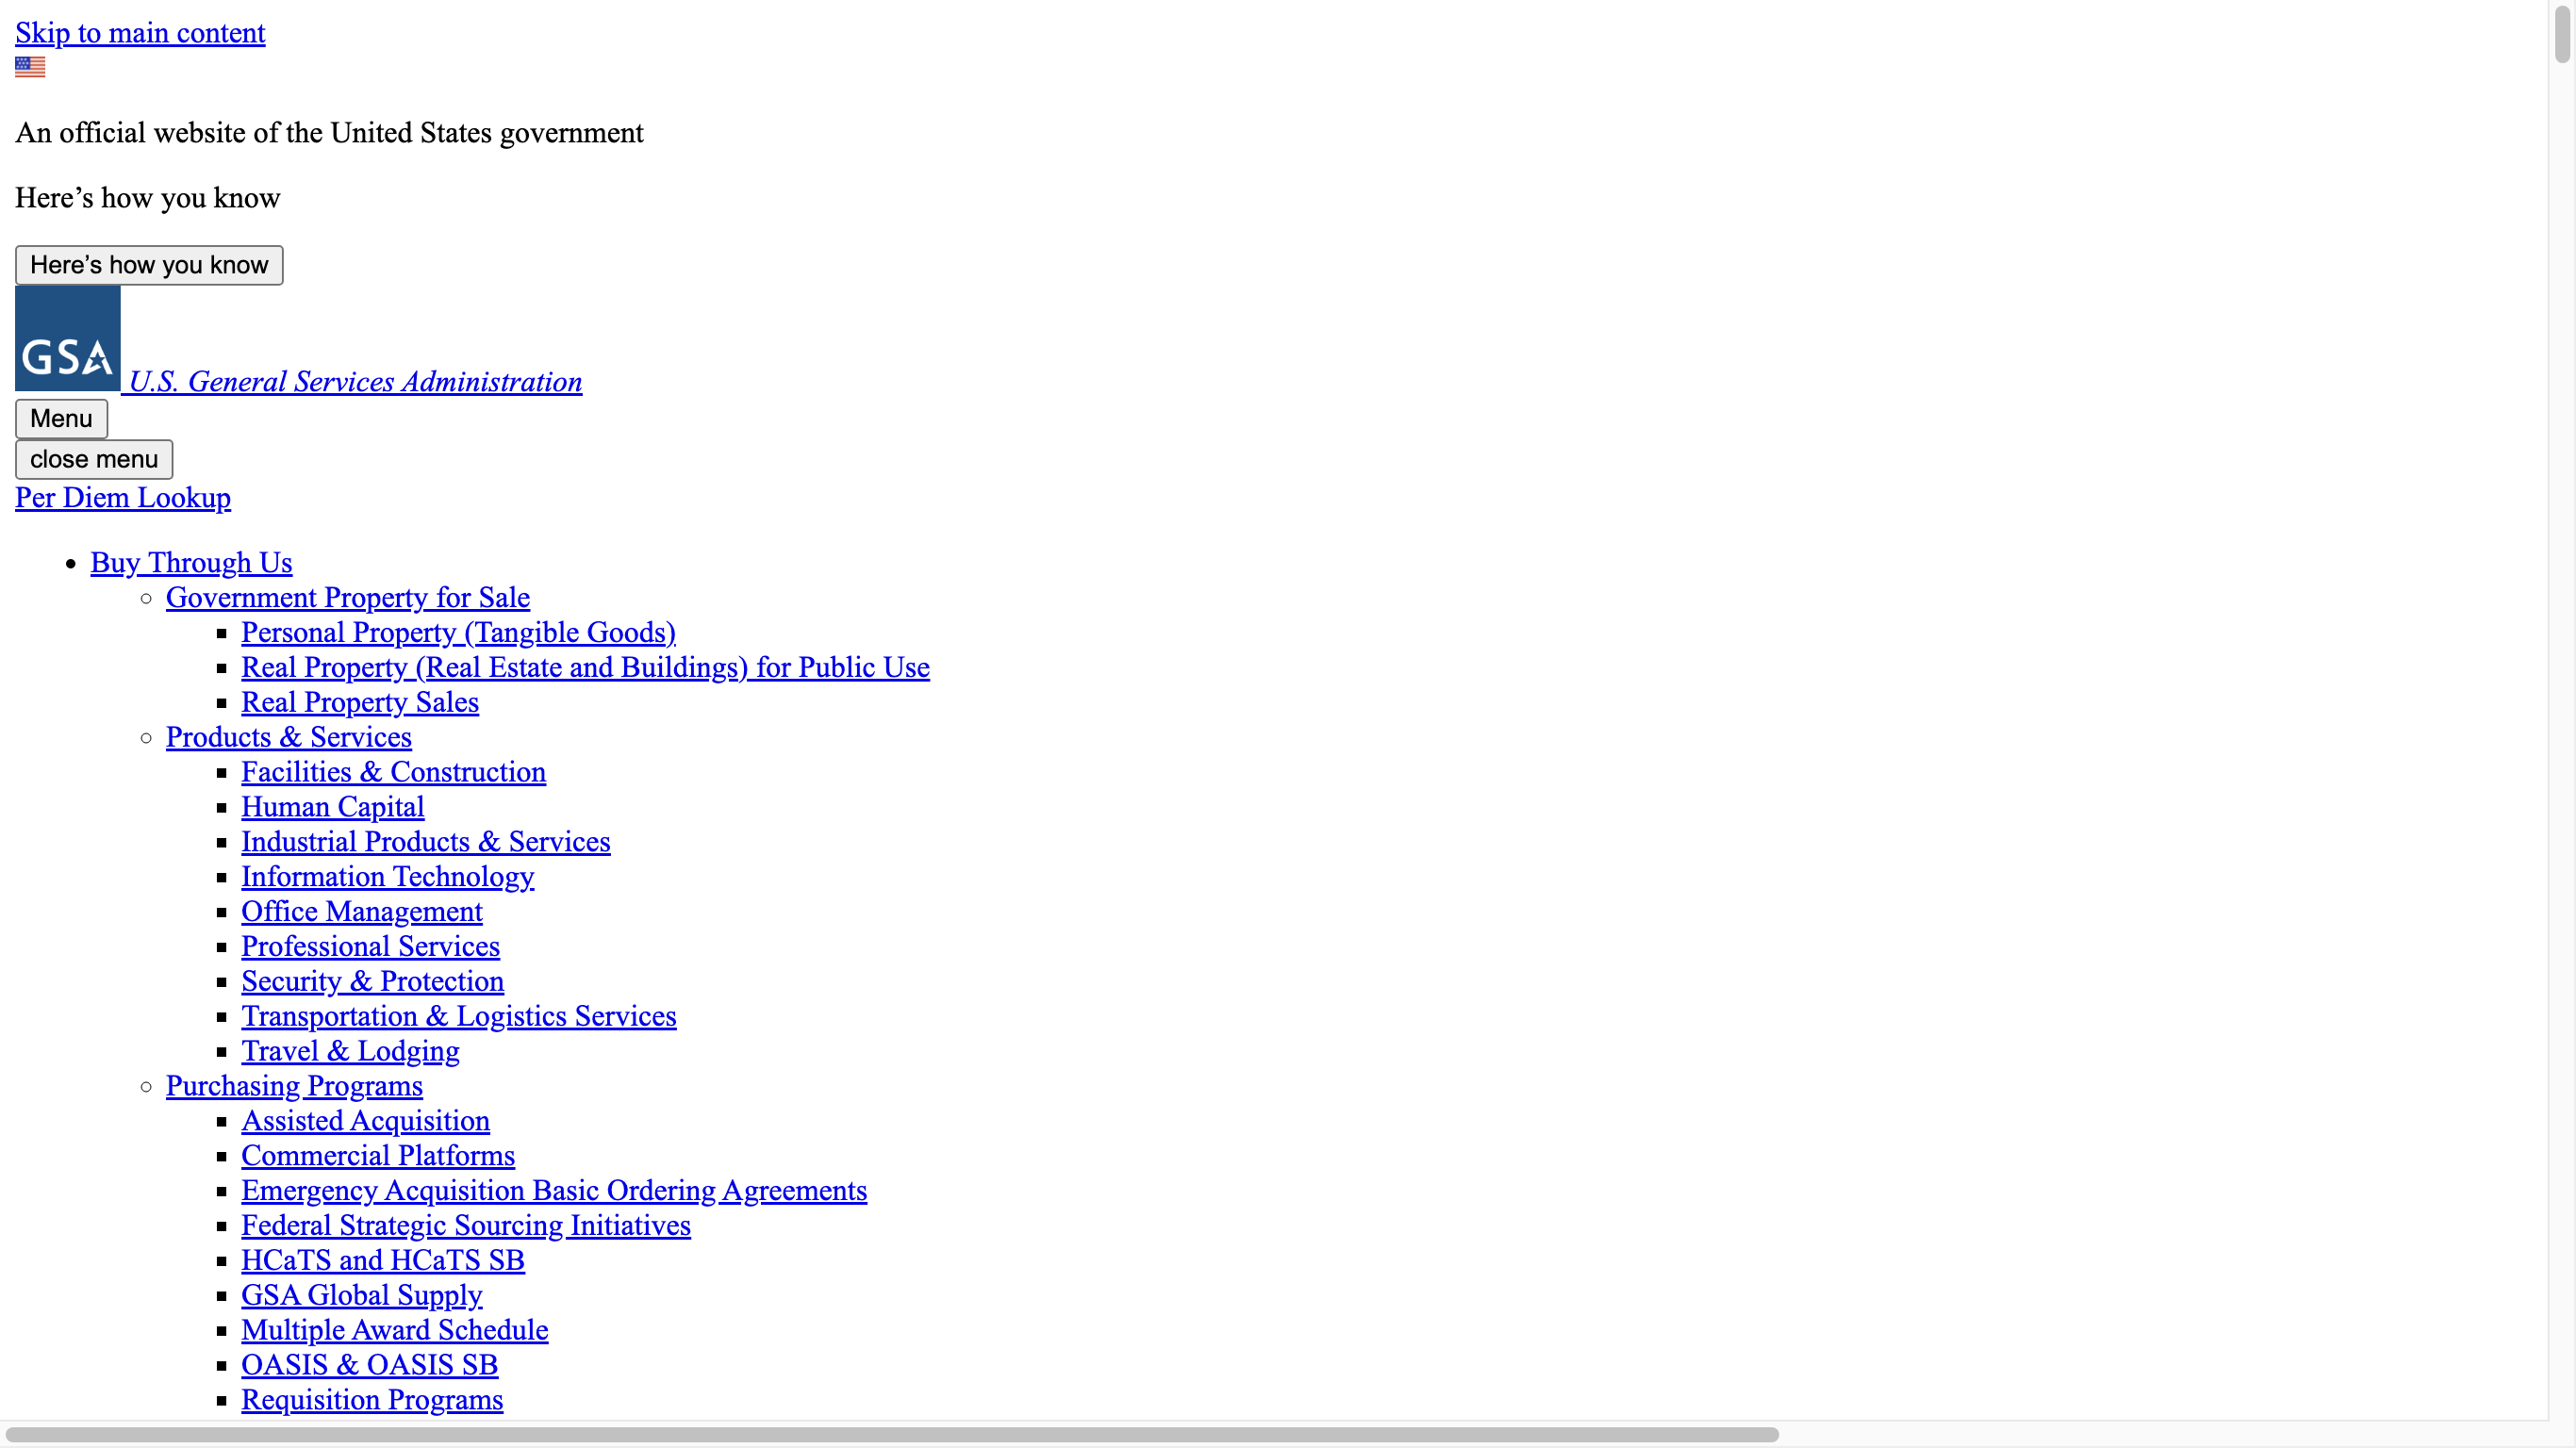 Skip to main content
An official website of the United States government
Here’s how you know
Here’s how you know
GSA U.S. General Services Administration
Menu
close menu
Per Diem Lookup
Buy Through Us
Government Property for Sale
Personal Property (Tangible Goods)
Real Property (Real Estate and Buildings) for Public Use
Real Property Sales
Products & Services
Facilities & Construction
Human Capital
Industrial Products & Services
Information Technology
Office Management
Professional Services
Security & Protection
Transportation & Logistics Services
Travel & Lodging
Purchasing Programs
Assisted Acquisition
Commercial Platforms
Emergency Acquisition Basic Ordering Agreements
Federal Strategic Sourcing Initiatives
HCaTS and HCaTS SB
GSA Global Supply
Multiple Award Schedule
OASIS & OASIS SB
Requisition Programs